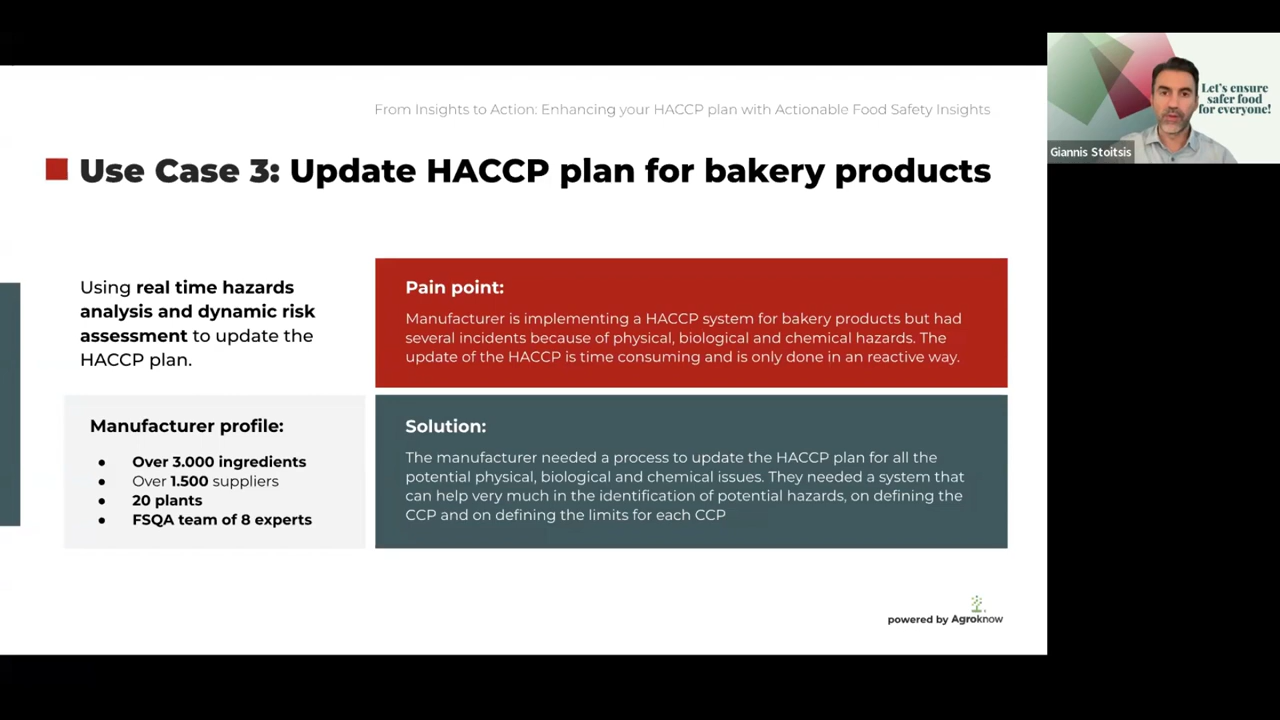 From Insights to Action: Enhancing your HACCP plan with Actionable Food Safety Insights
Use Case 3: Update HACCP plan for bakery products
Using real time hazards
analysis and dynamic risk
assessment to update the
HACCP plan.
Pain point:
Manufacturer is implementing a HACCP system for bakery products but had
several incidents because of physical, biological and chemical hazards. The
update of the HACCP is time consuming and is only done in an reactive way.
Manufacturer profile:
● Over 3.000 ingredients
● Over 1.500 suppliers
● 20 plants
● FSQA team of 8 experts
Solution:
The manufacturer needed a process to update the HACCP plan for all the
potential physical, biological and chemical issues. They needed a system that
can help very much in the identification of potential hazards, on defining the
CCP and on defining the limits for each CCP
powered by Agroknow
Let's ensure
safer food
for everyone!
Giannis Stoitsis